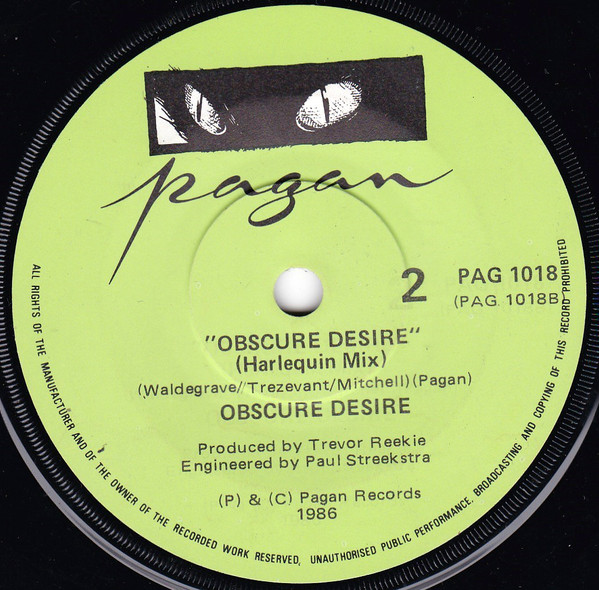 pagan
2
PAG 1018
(PAG. 1018B)
"OBSCURE DESIRE"
(Harlequin Mix)
(Waldegrave//Trezevant/Mitchell)(Pagan)
OBSCURE DESIRE
Produced by Trevor Reekie
Engineered by Paul Streekstra
(P) & (C) Pagan Records
1986
ALL RIGHTS OF THE MANUFACTURER AND OF THE OWNER OF THE RECORDED WORK RESERVED, UNAUTHORISED PUBLIC PERFORMANCE, BROADCASTING AND COPYING OF THIS RECORD PROHIBITED